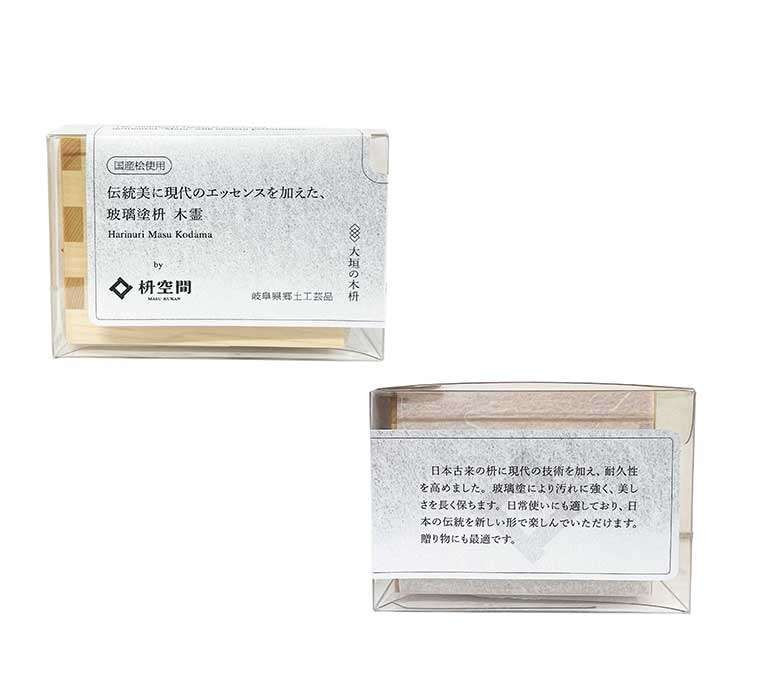 国産桧使用
伝統美に現代のエッセンスを加えた、
玻璃塗枡 木霊
Harinuri Masu Kodama
by
枡空間
MASU KUKAN
岐阜県郷土工芸品
大垣の木枡
日本古来の枡に現代の技術を加え、耐久性
を高めました。玻璃塗により汚れに強く、美し
さを長く保ちます。日常使いにも適しており、日
本の伝統を新しい形で楽しんでいただけます。
贈り物にも最適です。